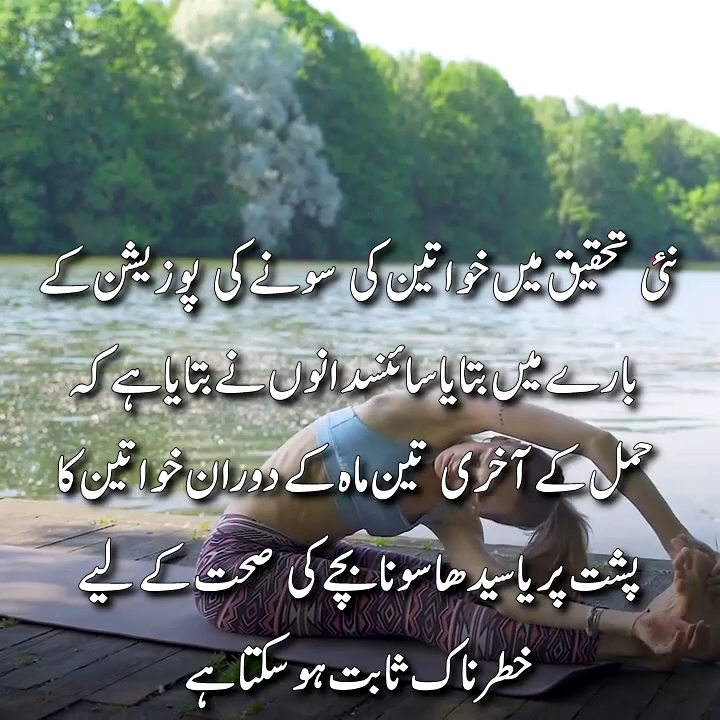 نئی تحقیق میں خواتین کی سونے کی پوزیشن کے
بارے میں بتایا سائنسدانوں نے بتایا ہے کہ
حمل کے آخری تین ماہ کے دوران خواتین کا
پشت پر یا سیدھا سونا بچے کی صحت کے لیے
خطرناک ثابت ہو سکتا ہے